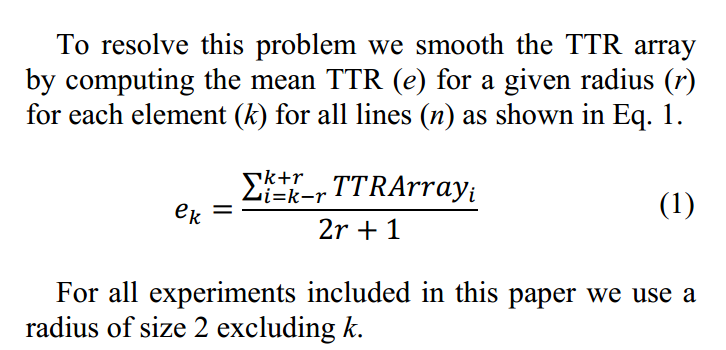 To resolve this problem we smooth the TTR array
by computing the mean TTR (e) for a given radius (r)
for each element (k) for all lines (n) as shown in Eq. 1.
e_k = \frac{\sum_{i=k-r}^{k+r} TTRArray_i}{2r + 1} (1)
For all experiments included in this paper we use a
radius of size 2 excluding k.